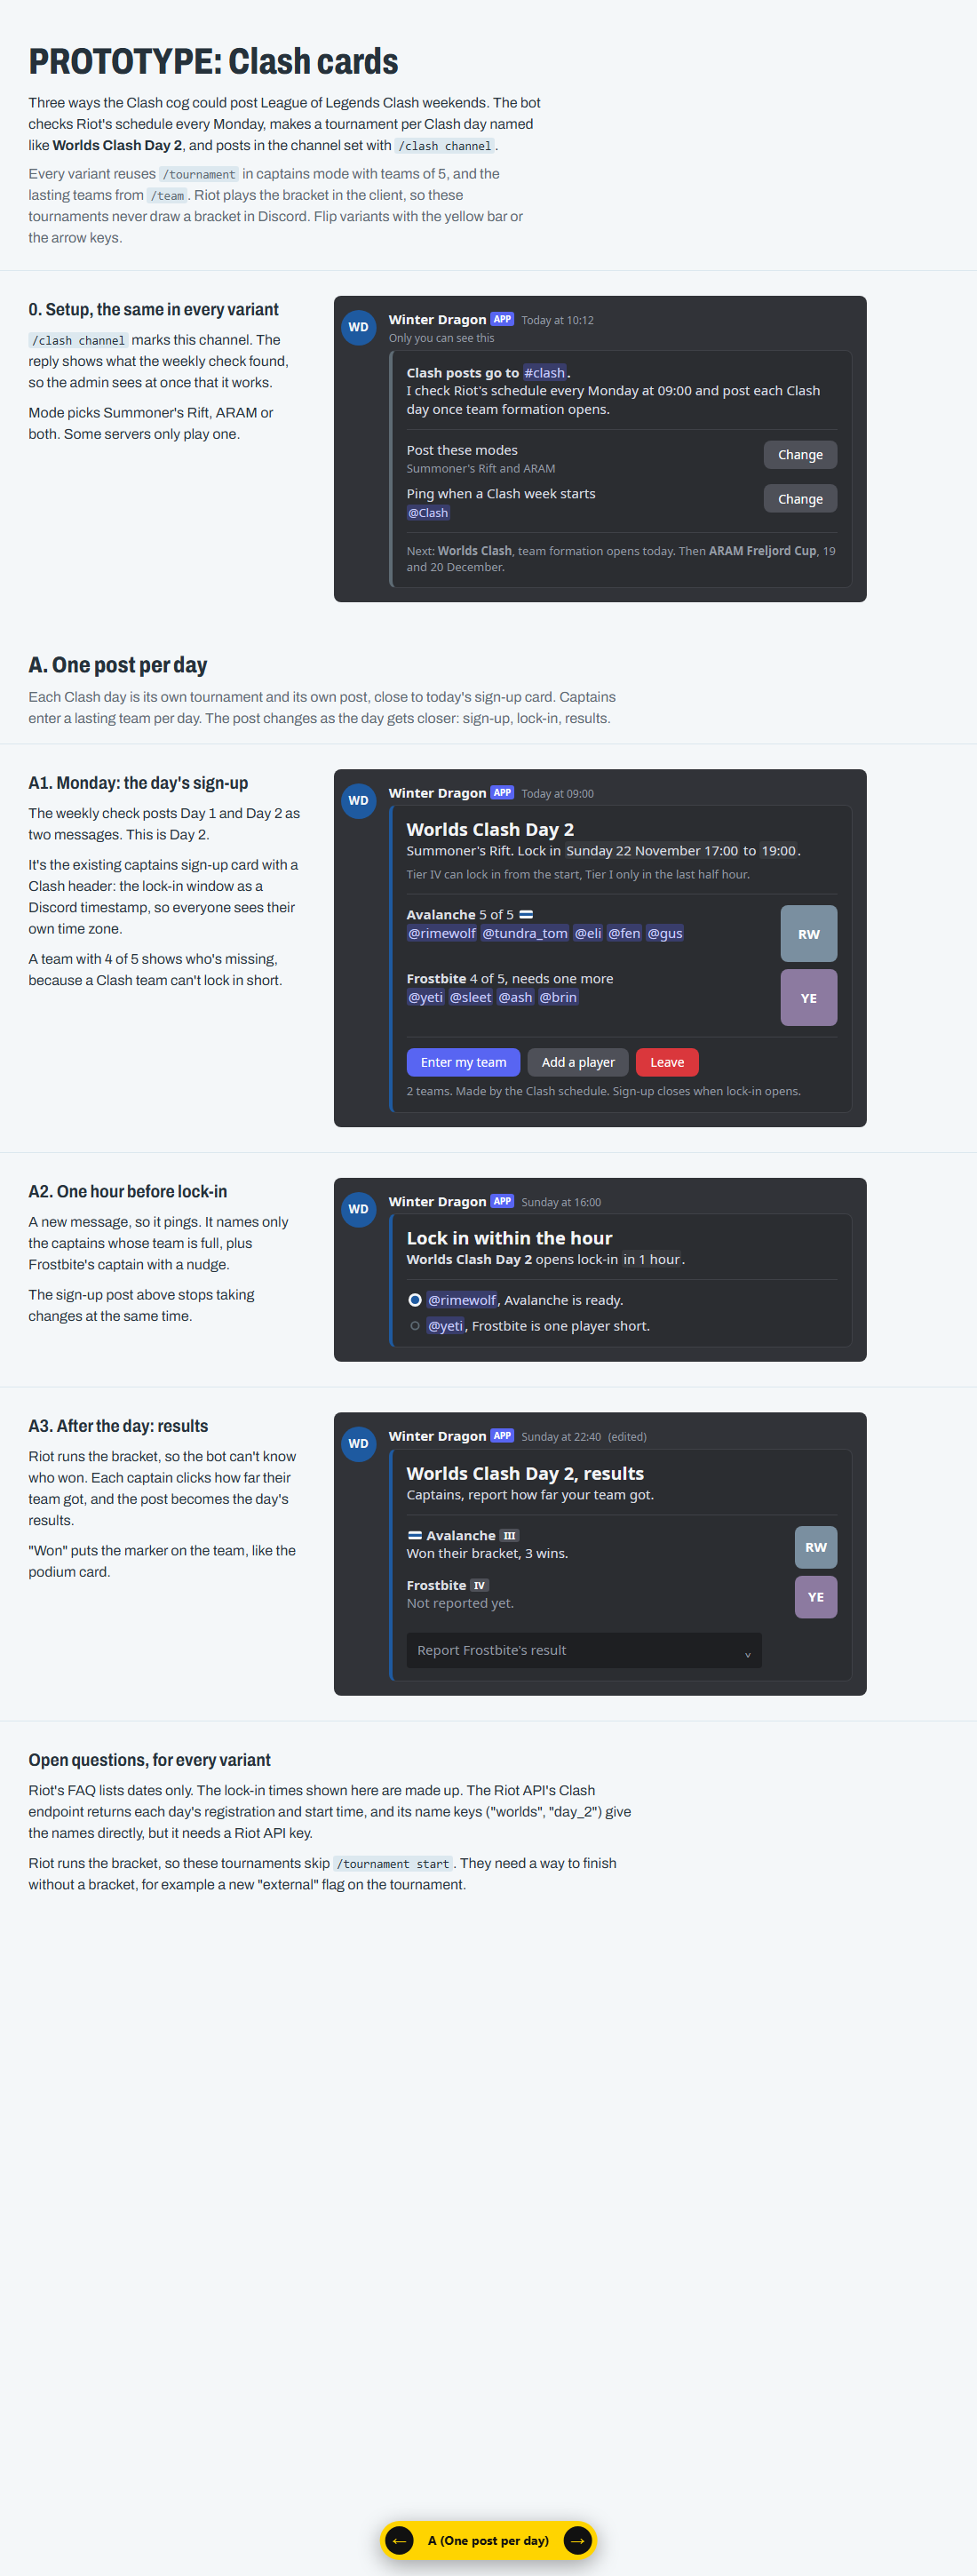 PROTOTYPE: Clash cards
Three ways the Clash cog could post League of Legends Clash weekends. The bot
checks Riot's schedule every Monday, makes a tournament per Clash day named
like Worlds Clash Day 2, and posts in the channel set with /clash channel.
Every variant reuses /tournament in captains mode with teams of 5, and the
lasting teams from /team. Riot plays the bracket in the client, so these
tournaments never draw a bracket in Discord. Flip variants with the yellow bar or
the arrow keys.
0. Setup, the same in every variant
/clash channel marks this channel. The
reply shows what the weekly check found,
so the admin sees at once that it works.
Mode picks Summoner's Rift, ARAM or
both. Some servers only play one.
WD
Winter Dragon APP Today at 10:12
Only you can see this
Clash posts go to #clash.
I check Riot's schedule every Monday at 09:00 and post each Clash
day once team formation opens.
Post these modes
Summoner's Rift and ARAM
Change
Ping when a Clash week starts
@Clash
Change
Next: Worlds Clash, team formation opens today. Then ARAM Freljord Cup, 19
and 20 December.
A. One post per day
Each Clash day is its own tournament and its own post, close to today's sign-up card. Captains
enter a lasting team per day. The post changes as the day gets closer: sign-up, lock-in, results.
A1. Monday: the day's sign-up
The weekly check posts Day 1 and Day 2 as
two messages. This is Day 2.
It's the existing captains sign-up card with a
Clash header: the lock-in window as a
Discord timestamp, so everyone sees their
own time zone.
A team with 4 of 5 shows who's missing,
because a Clash team can't lock in short.
WD
Winter Dragon APP Today at 09:00
Worlds Clash Day 2
Summoner's Rift. Lock in Sunday 22 November 17:00 to 19:00.
Tier IV can lock in from the start, Tier I only in the last half hour.
Avalanche 5 of 5
@rimewolf @tundra_tom @eli @fen @gus
RW
Frostbite 4 of 5, needs one more
@yeti @sleet @ash @brin
YE
Enter my team Add a player Leave
2 teams. Made by the Clash schedule. Sign-up closes when lock-in opens.
A2. One hour before lock-in
A new message, so it pings. It names only
the captains whose team is full, plus
Frostbite's captain with a nudge.
The sign-up post above stops taking
changes at the same time.
WD
Winter Dragon APP Sunday at 16:00
Lock in within the hour
Worlds Clash Day 2 opens lock-in in 1 hour.
@rimewolf, Avalanche is ready.
@yeti, Frostbite is one player short.
A3. After the day: results
Riot runs the bracket, so the bot can't know
who won. Each captain clicks how far their
team got, and the post becomes the day's
results.
"Won" puts the marker on the team, like the
podium card.
WD
Winter Dragon APP Sunday at 22:40 (edited)
Worlds Clash Day 2, results
Captains, report how far your team got.
Avalanche III
Won their bracket, 3 wins.
RW
Frostbite IV
Not reported yet.
YE
Report Frostbite's result
Open questions, for every variant
Riot's FAQ lists dates only. The lock-in times shown here are made up. The Riot API's Clash
endpoint returns each day's registration and start time, and its name keys ("worlds", "day_2") give
the names directly, but it needs a Riot API key.
Riot runs the bracket, so these tournaments skip /tournament start. They need a way to finish
without a bracket, for example a new "external" flag on the tournament.
← A (One post per day) →